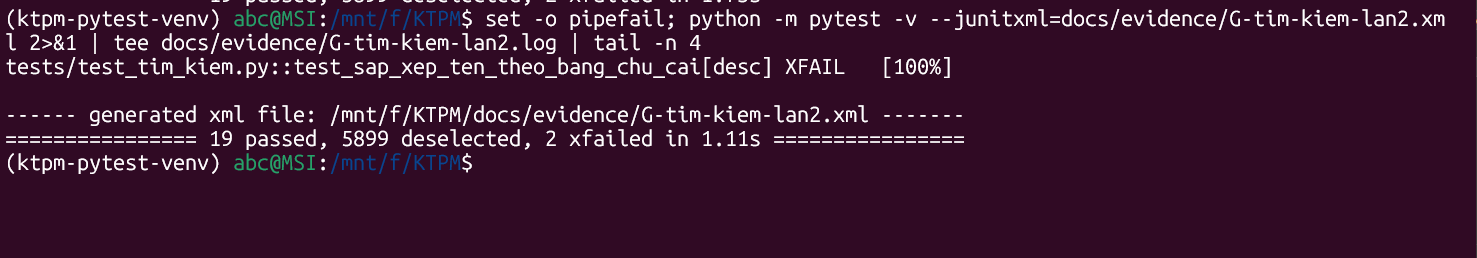 (ktpm-pytest-venv) abc@MSI:/mnt/f/KTPM$ set -o pipefail; python -m pytest -v --junitxml=docs/evidence/G-tim-kiem-lan2.xm
l 2>&1 | tee docs/evidence/G-tim-kiem-lan2.log | tail -n 4
tests/test_tim_kiem.py::test_sap_xep_ten_theo_bang_chu_cai[desc] XFAIL   [100%]

------ generated xml file: /mnt/f/KTPM/docs/evidence/G-tim-kiem-lan2.xml -------
================ 19 passed, 5899 deselected, 2 xfailed in 1.11s ================
(ktpm-pytest-venv) abc@MSI:/mnt/f/KTPM$